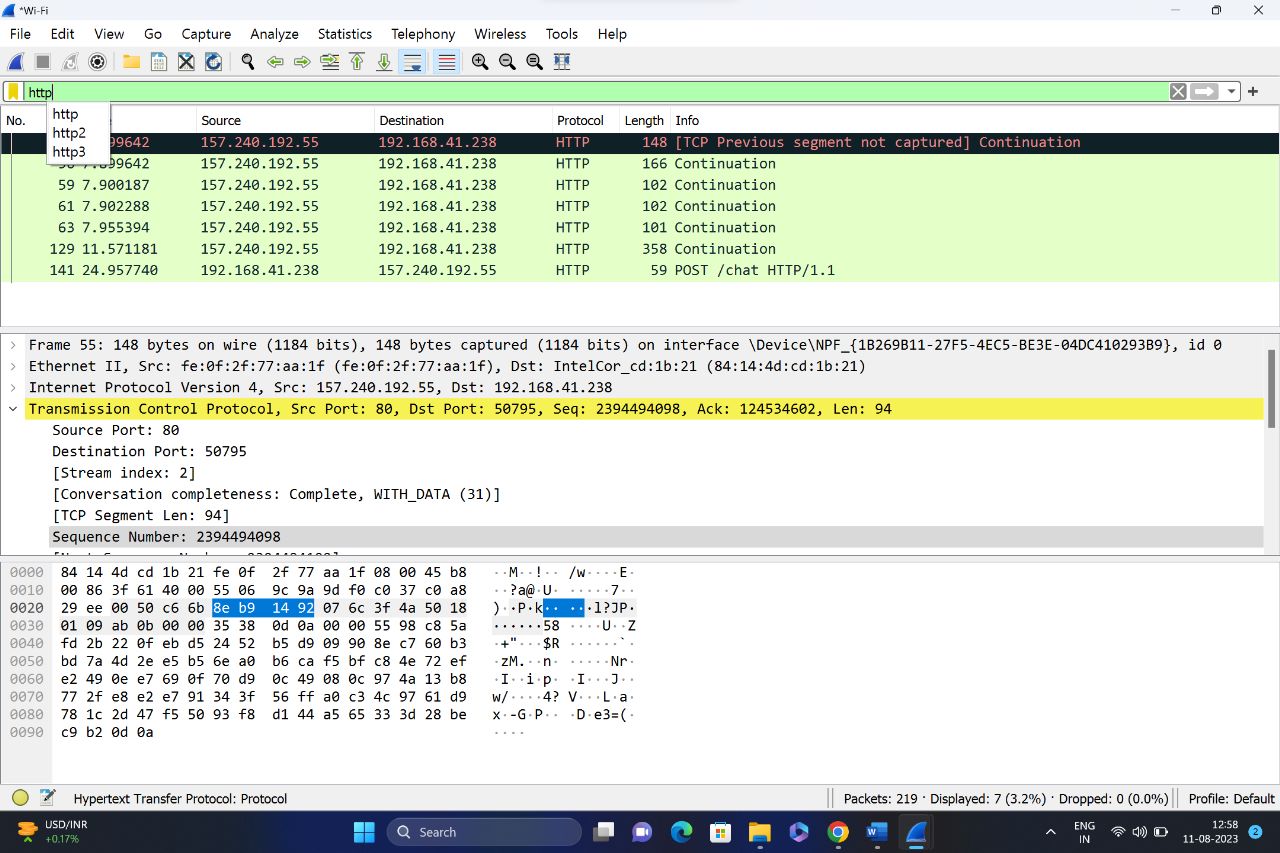 *Wi-Fi
File Edit View Go Capture Analyze Statistics Telephony Wireless Tools Help
http
http
http2
http3
No. Source Destination Protocol Length Info
99642 157.240.192.55 192.168.41.238 HTTP 148 [TCP Previous segment not captured] Continuation
7.899642 157.240.192.55 192.168.41.238 HTTP 166 Continuation
59 7.900187 157.240.192.55 192.168.41.238 HTTP 102 Continuation
61 7.902288 157.240.192.55 192.168.41.238 HTTP 102 Continuation
63 7.955394 157.240.192.55 192.168.41.238 HTTP 101 Continuation
129 11.571181 157.240.192.55 192.168.41.238 HTTP 358 Continuation
141 24.957740 192.168.41.238 157.240.192.55 HTTP 59 POST /chat HTTP/1.1
Frame 55: 148 bytes on wire (1184 bits), 148 bytes captured (1184 bits) on interface \Device\NPF_{1B269B11-27F5-4EC5-BE3E-04DC410293B9}, id 0
Ethernet II, Src: fe:0f:2f:77:aa:1f (fe:0f:2f:77:aa:1f), Dst: IntelCor_cd:1b:21 (84:14:4d:cd:1b:21)
Internet Protocol Version 4, Src: 157.240.192.55, Dst: 192.168.41.238
Transmission Control Protocol, Src Port: 80, Dst Port: 50795, Seq: 2394494098, Ack: 124534602, Len: 94
Source Port: 80
Destination Port: 50795
[Stream index: 2]
[Conversation completeness: Complete, WITH_DATA (31)]
[TCP Segment Len: 94]
Sequence Number: 2394494098
0000 84 14 4d cd 1b 21 fe 0f 2f 77 aa 1f 08 00 45 b8 ··M··!·· /w····E·
0010 00 86 3f 61 40 00 55 06 9c 9a 9d f0 c0 37 c0 a8 ··?a@·U· ·····7··
0020 29 ee 00 50 c6 6b 8e b9 14 92 07 6c 3f 4a 50 18 )··P·k·· ···l?JP·
0030 01 09 ab 0b 00 00 35 38 0d 0a 00 00 55 98 c8 5a ······58 ····U··Z
0040 fd 2b 22 0f eb d5 24 52 b5 d9 09 90 8e c7 60 b3 ·+"···$R ······`·
0050 bd 7a 4d 2e e5 b5 6e a0 b6 ca f5 bf c8 4e 72 ef ·zM.··n· ·····Nr·
0060 e2 49 0e e7 69 0f 70 d9 0c 49 08 0c 97 4a 13 b8 ·I··i·p· ·I···J··
0070 77 2f e8 e2 e7 91 34 3f 56 ff a0 c3 4c 97 61 d9 w/····4? V···L·a·
0080 78 1c 2d 47 f5 50 93 f8 d1 44 a5 65 33 3d 28 be x·-G·P·· ·D·e3=(·
0090 c9 b2 0d 0a ····
Hypertext Transfer Protocol: Protocol Packets: 219 · Displayed: 7 (3.2%) · Dropped: 0 (0.0%) Profile: Default
USD/INR
+0.17%
Search
ENG
IN
12:58
11-08-2023
2